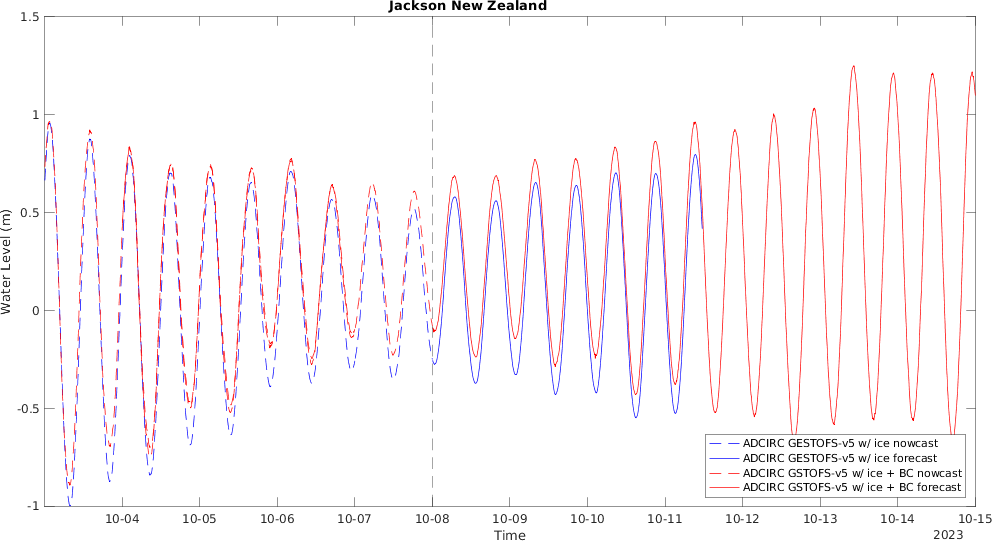 Jackson New Zealand
1.5
1
0.5
0
-0.5
-1
Water Level (m)
ADCIRC GESTOFS-v5 w/ ice nowcast
ADCIRC GESTOFS-v5 w/ ice forecast
ADCIRC GSTOFS-v5 w/ ice + BC nowcast
ADCIRC GSTOFS-v5 w/ ice + BC forecast
10-04 10-05 10-06 10-07 10-08 10-09 10-10 10-11 10-12 10-13 10-14 10-15
Time
2023